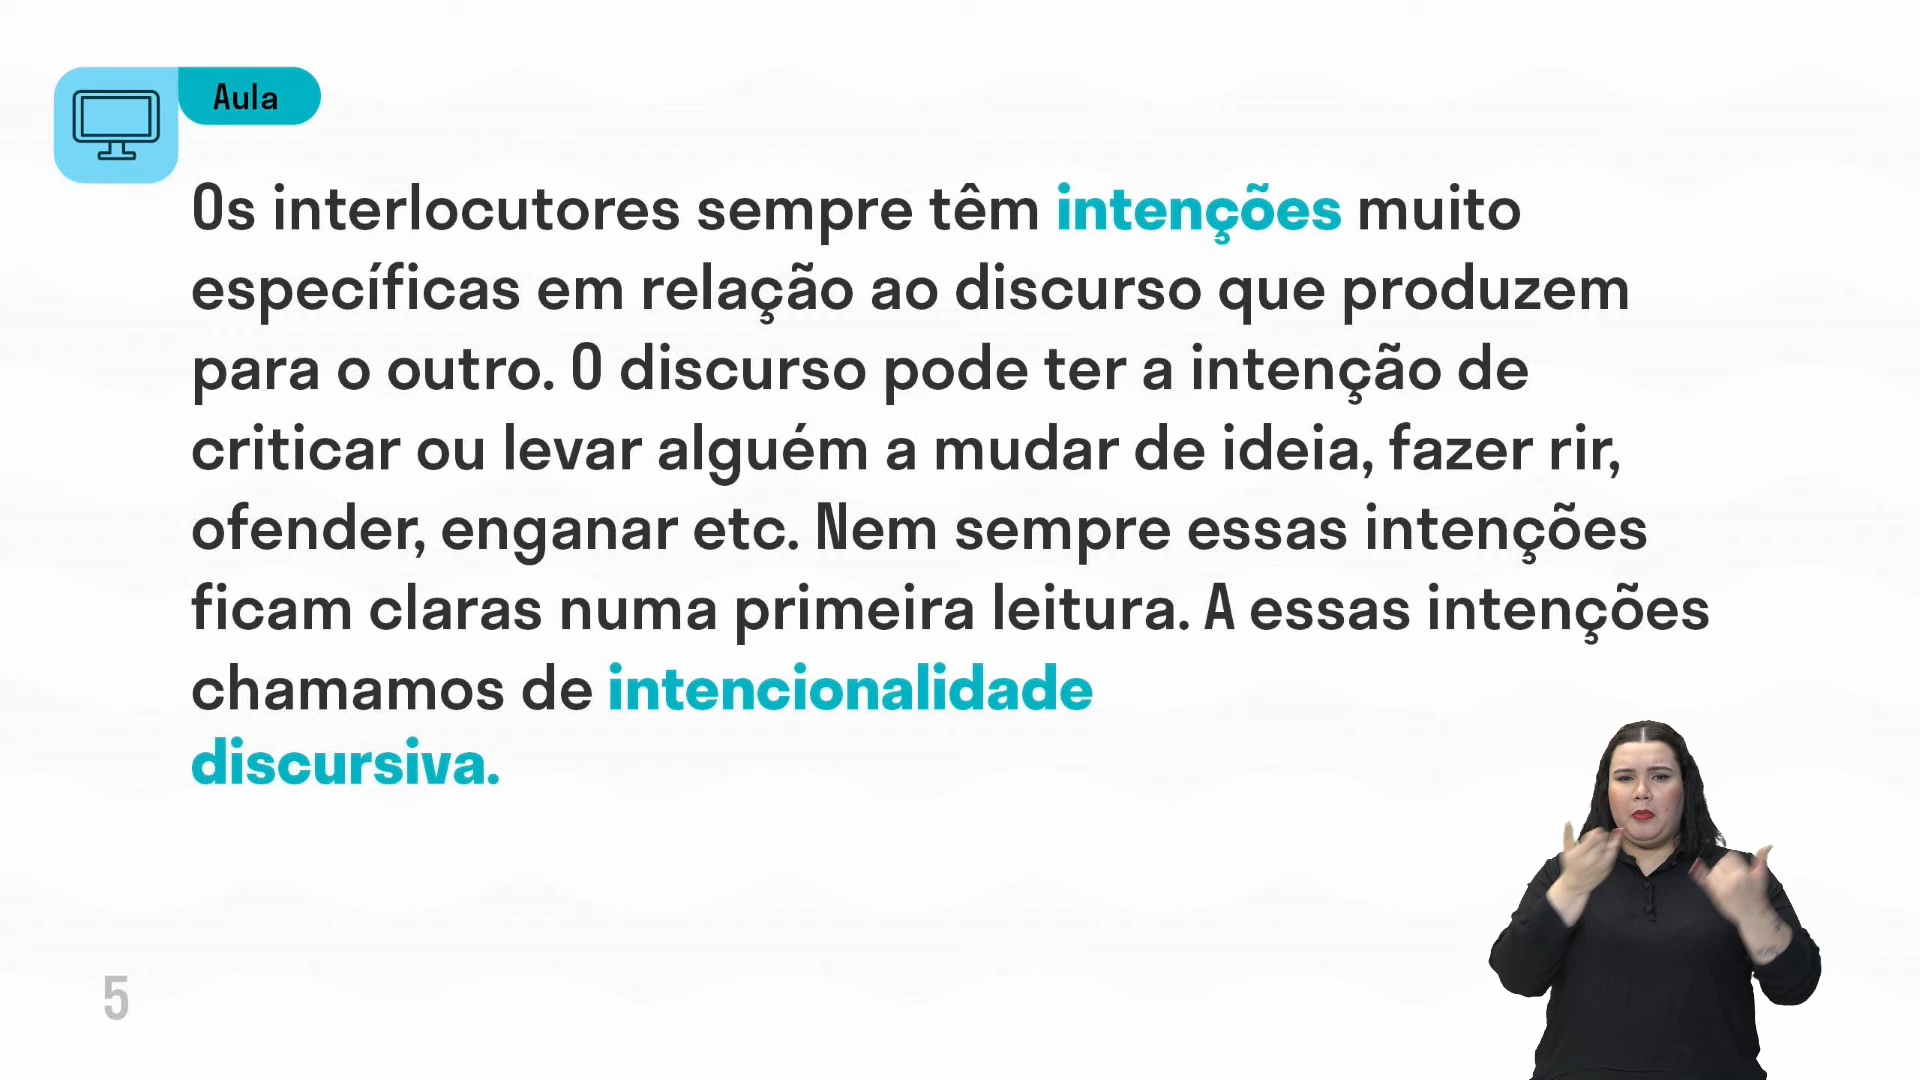 Aula
Os interlocutores sempre têm intenções muito
específicas em relação ao discurso que produzem
para o outro. O discurso pode ter a intenção de
criticar ou levar alguém a mudar de ideia, fazer rir,
ofender, enganar etc. Nem sempre essas intenções
ficam claras numa primeira leitura. A essas intenções
chamamos de intencionalidade
discursiva.
5